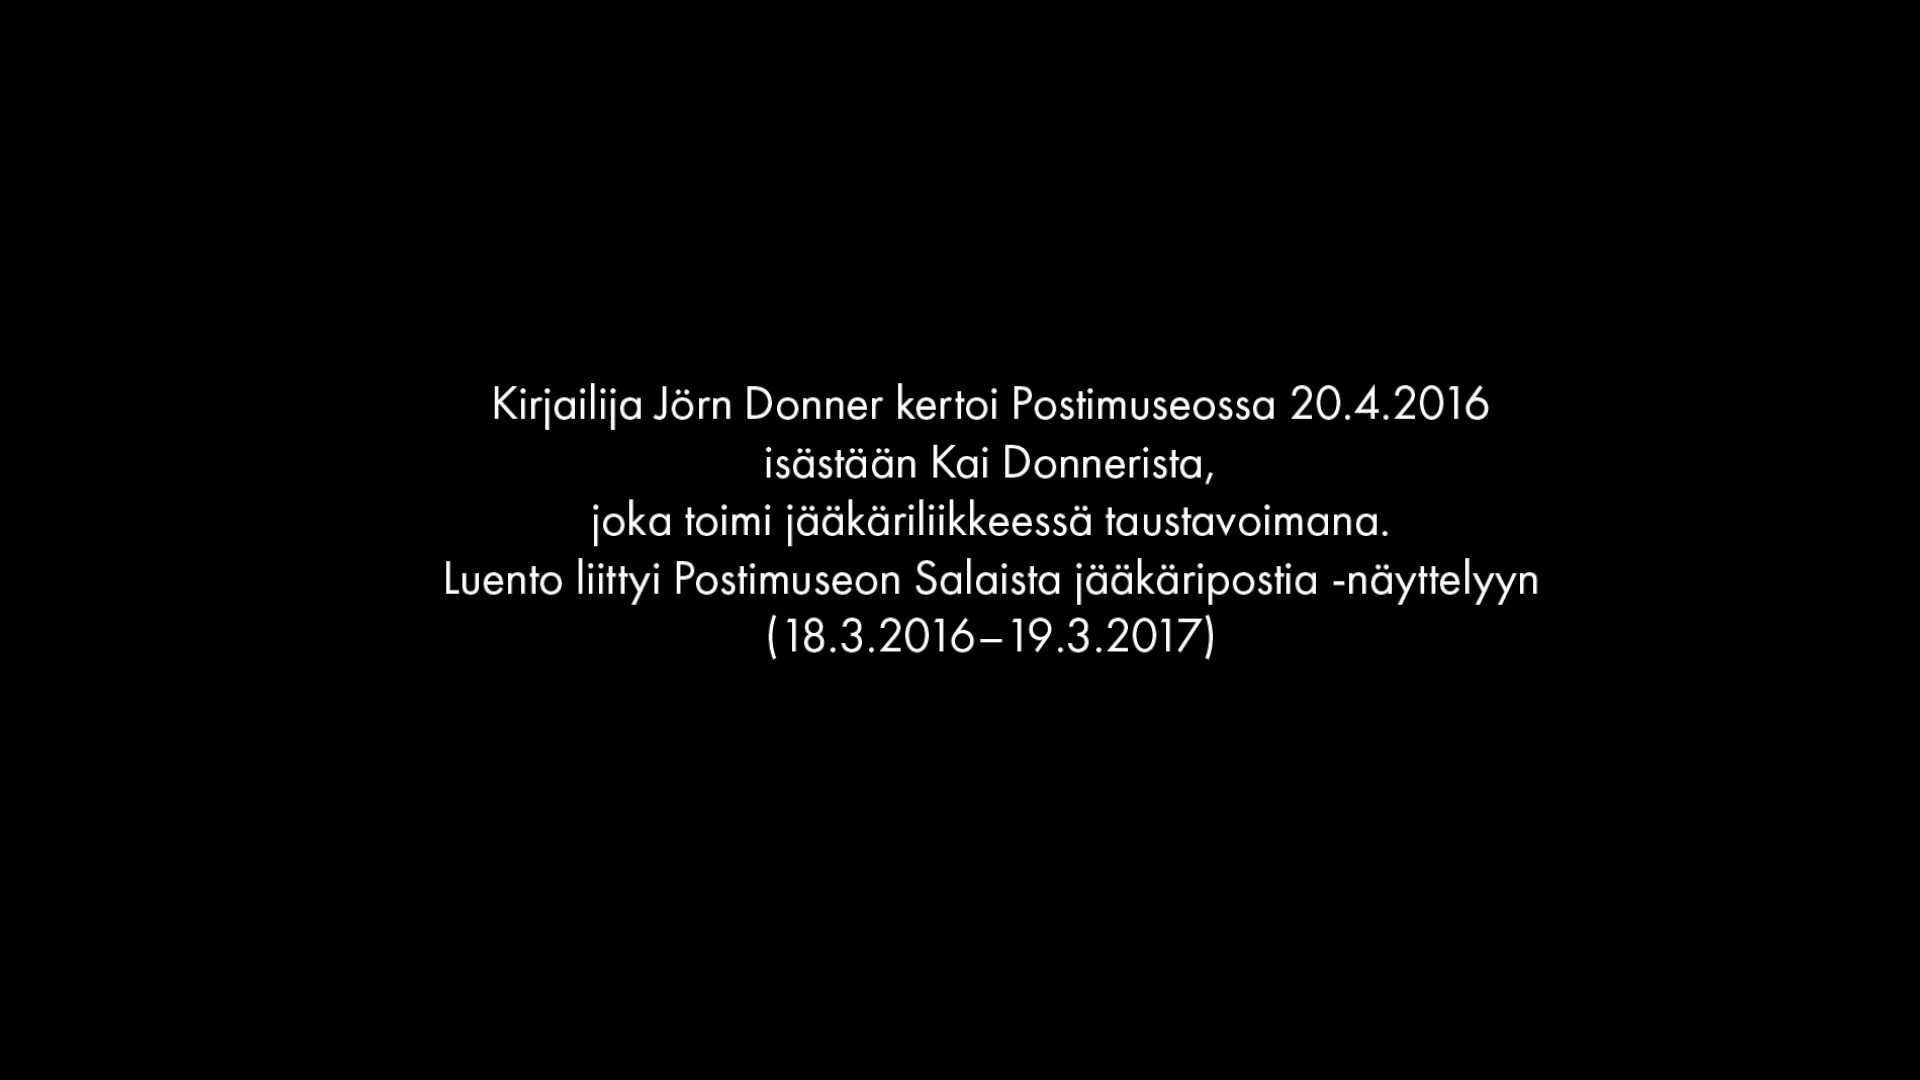 Kirjailija Jörn Donner kertoi Postimuseossa 20.4.2016
isästään Kai Donnerista,
joka toimi jääkäriliikkeessä taustavoimana.
Luento liittyi Postimuseon Salaista jääkäripostia -näyttelyyn
(18.3.2016–19.3.2017)